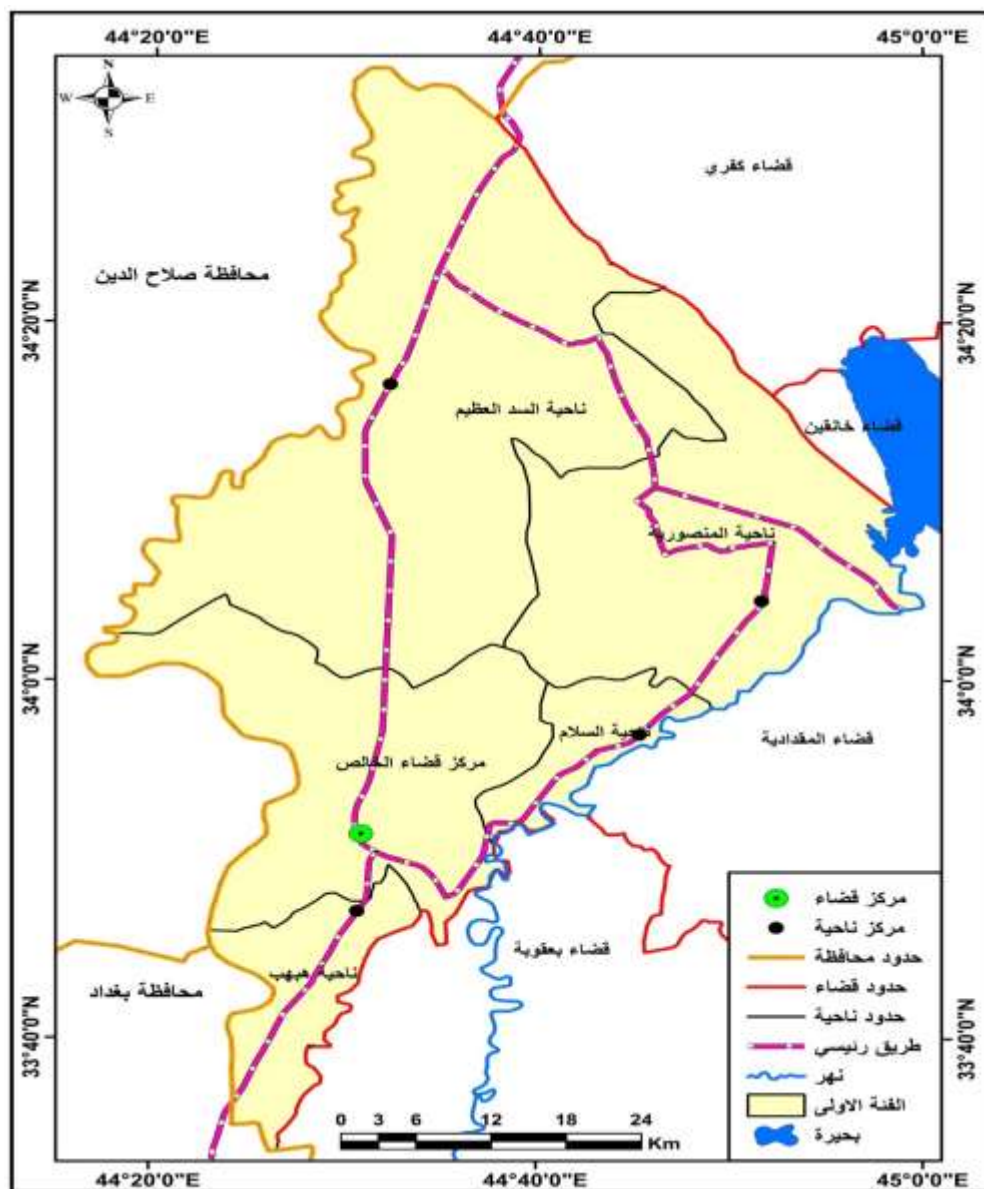 44°20'0"E
44°40'0"E
45°0'0"E
N
W
E
S
قضاء كفري
محافظة صلاح الدين
34°20'0"N
34°20'0"N
ناحية السد العظيم
قضاء خانقين
ناحية المنصورية
34°0'0"N
34°0'0"N
ناحية السلام
قضاء المقدادية
مركز قضاء الخالص
مركز قضاء
مركز ناحية
قضاء بعقوبة
حدود محافظة
ناحية هبهب
محافظة بغداد
حدود قضاء
حدود ناحية
33°40'0"N
33°40'0"N
طريق رئيسي
نهر
الفئة الاولى
بحيرة
0 3 6 12 18 24
Km
44°20'0"E
44°40'0"E
45°0'0"E